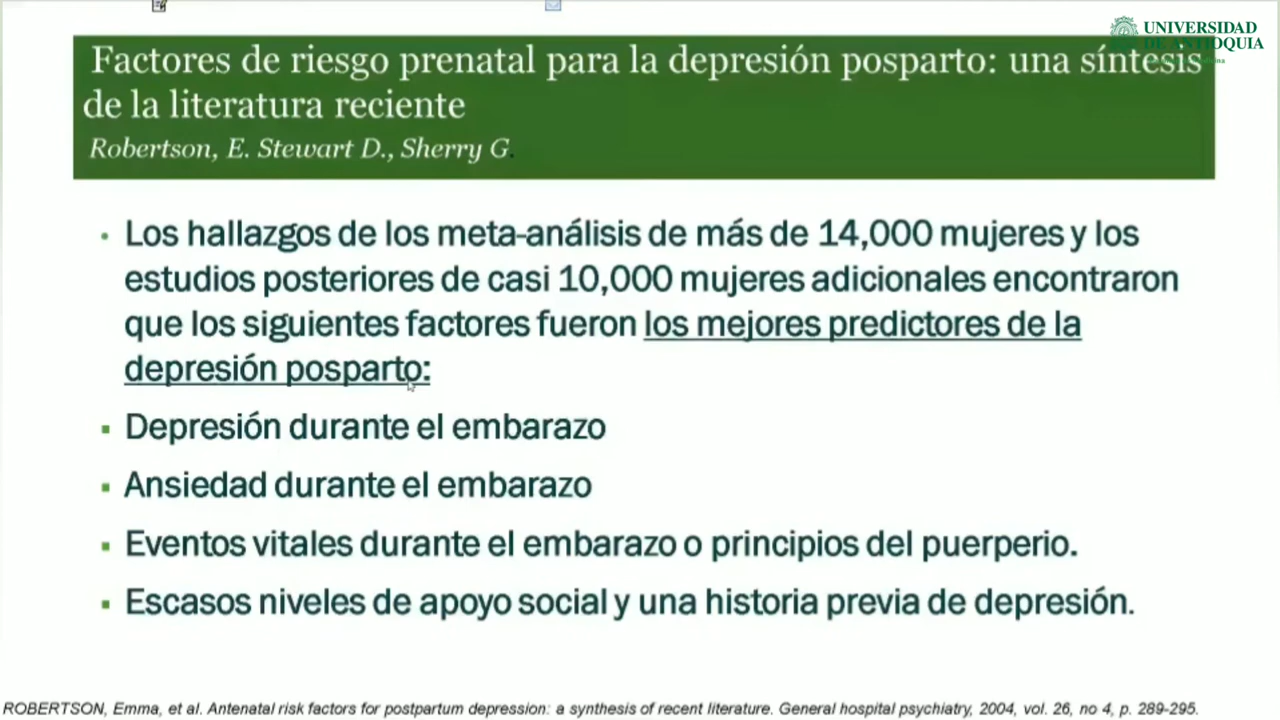 UNIVERSIDAD
DE ANTIOQUIA
Factores de riesgo prenatal para la depresión posparto: una síntesis
de la literatura reciente
Robertson, E. Stewart D., Sherry G.
• Los hallazgos de los meta-análisis de más de 14,000 mujeres y los
estudios posteriores de casi 10,000 mujeres adicionales encontraron
que los siguientes factores fueron los mejores predictores de la
depresión posparto:
▪ Depresión durante el embarazo
▪ Ansiedad durante el embarazo
▪ Eventos vitales durante el embarazo o principios del puerperio.
▪ Escasos niveles de apoyo social y una historia previa de depresión.
ROBERTSON, Emma, et al. Antenatal risk factors for postpartum depression: a synthesis of recent literature. General hospital psychiatry, 2004, vol. 26, no 4, p. 289-295.